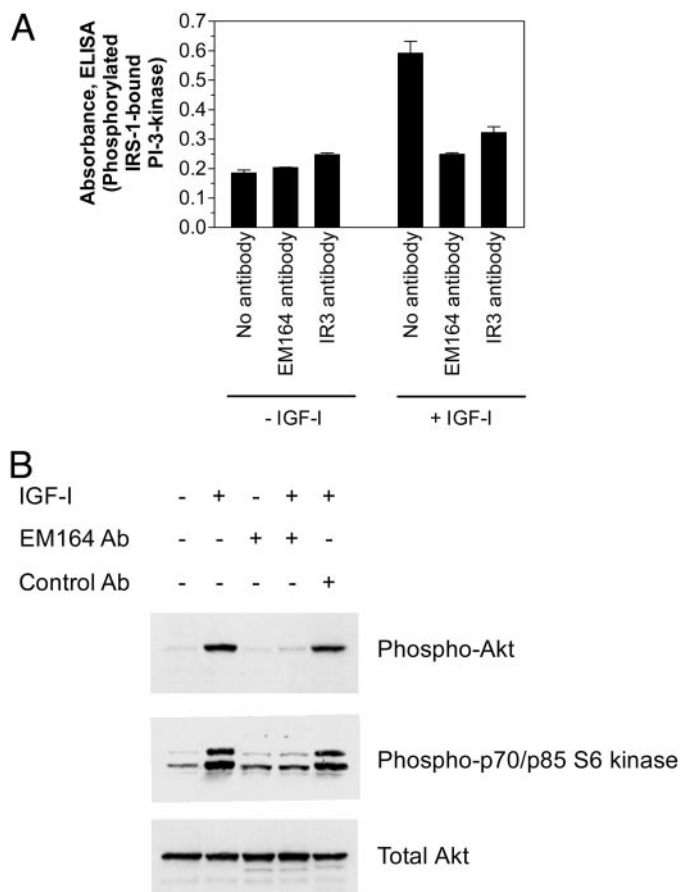 A
Absorbance, ELISA
(Phosphorylated
IRS-1-bound
PI-3-kinase)
0.7
0.6
0.5
0.4
0.3
0.2
0.1
0.0
No antibody
EM164 antibody
IR3 antibody
No antibody
EM164 antibody
IR3 antibody
- IGF-I
+ IGF-I
B
IGF-I - + - + +
EM164 Ab - - + + -
Control Ab - - - - +
Phospho-Akt
Phospho-p70/p85 S6 kinase
Total Akt